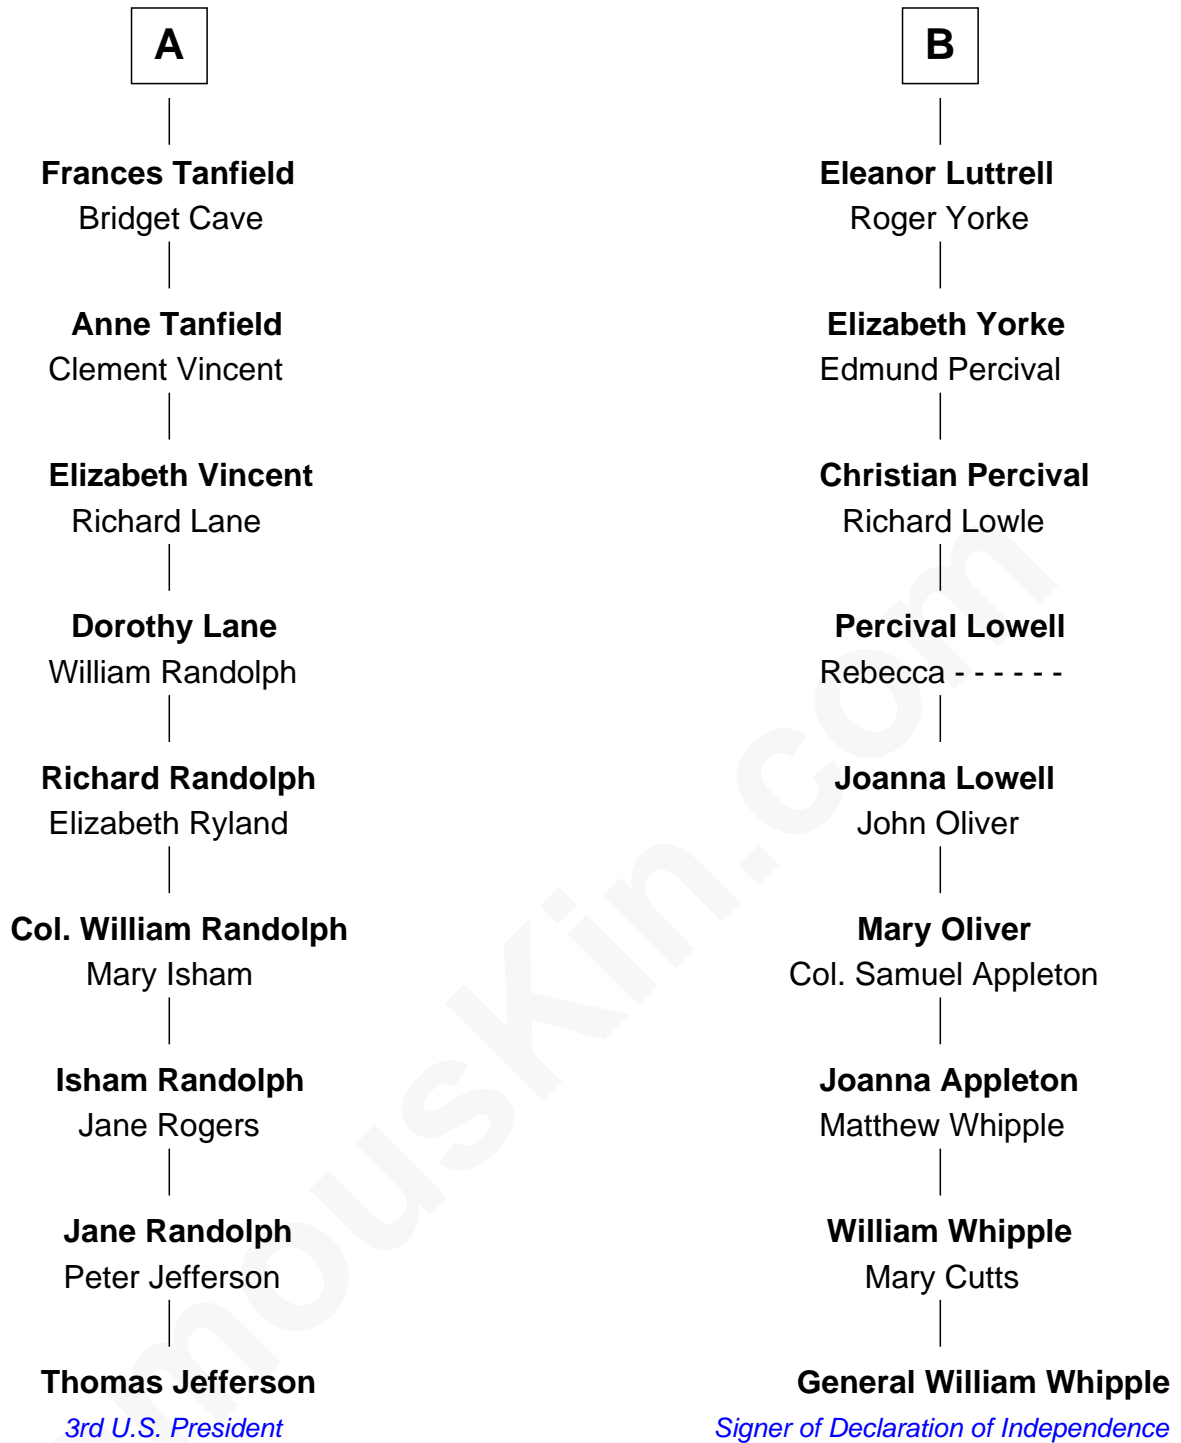 A
Frances Tanfield
Bridget Cave
Anne Tanfield
Clement Vincent
Elizabeth Vincent
Richard Lane
Dorothy Lane
William Randolph
Richard Randolph
Elizabeth Ryland
Col. William Randolph
Mary Isham
Isham Randolph
Jane Rogers
Jane Randolph
Peter Jefferson
Thomas Jefferson
3rd U.S. President
B
Eleanor Luttrell
Roger Yorke
Elizabeth Yorke
Edmund Percival
Christian Percival
Richard Lowle
Percival Lowell
Rebecca - - - - - -
Joanna Lowell
John Oliver
Mary Oliver
Col. Samuel Appleton
Joanna Appleton
Matthew Whipple
William Whipple
Mary Cutts
General William Whipple
Signer of Declaration of Independence
mousKin.com